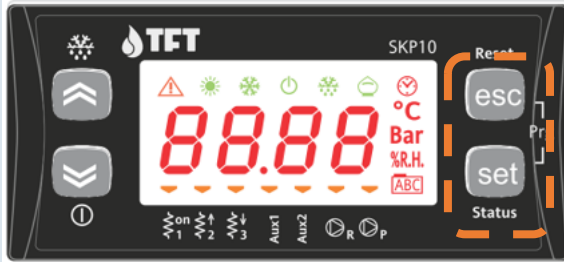 TFT
SKP10
Reset
esc
88.88
°C
Bar
%R.H.
ABC
Pr
set
Status
on
1
2
3
Aux1
Aux2
R
P